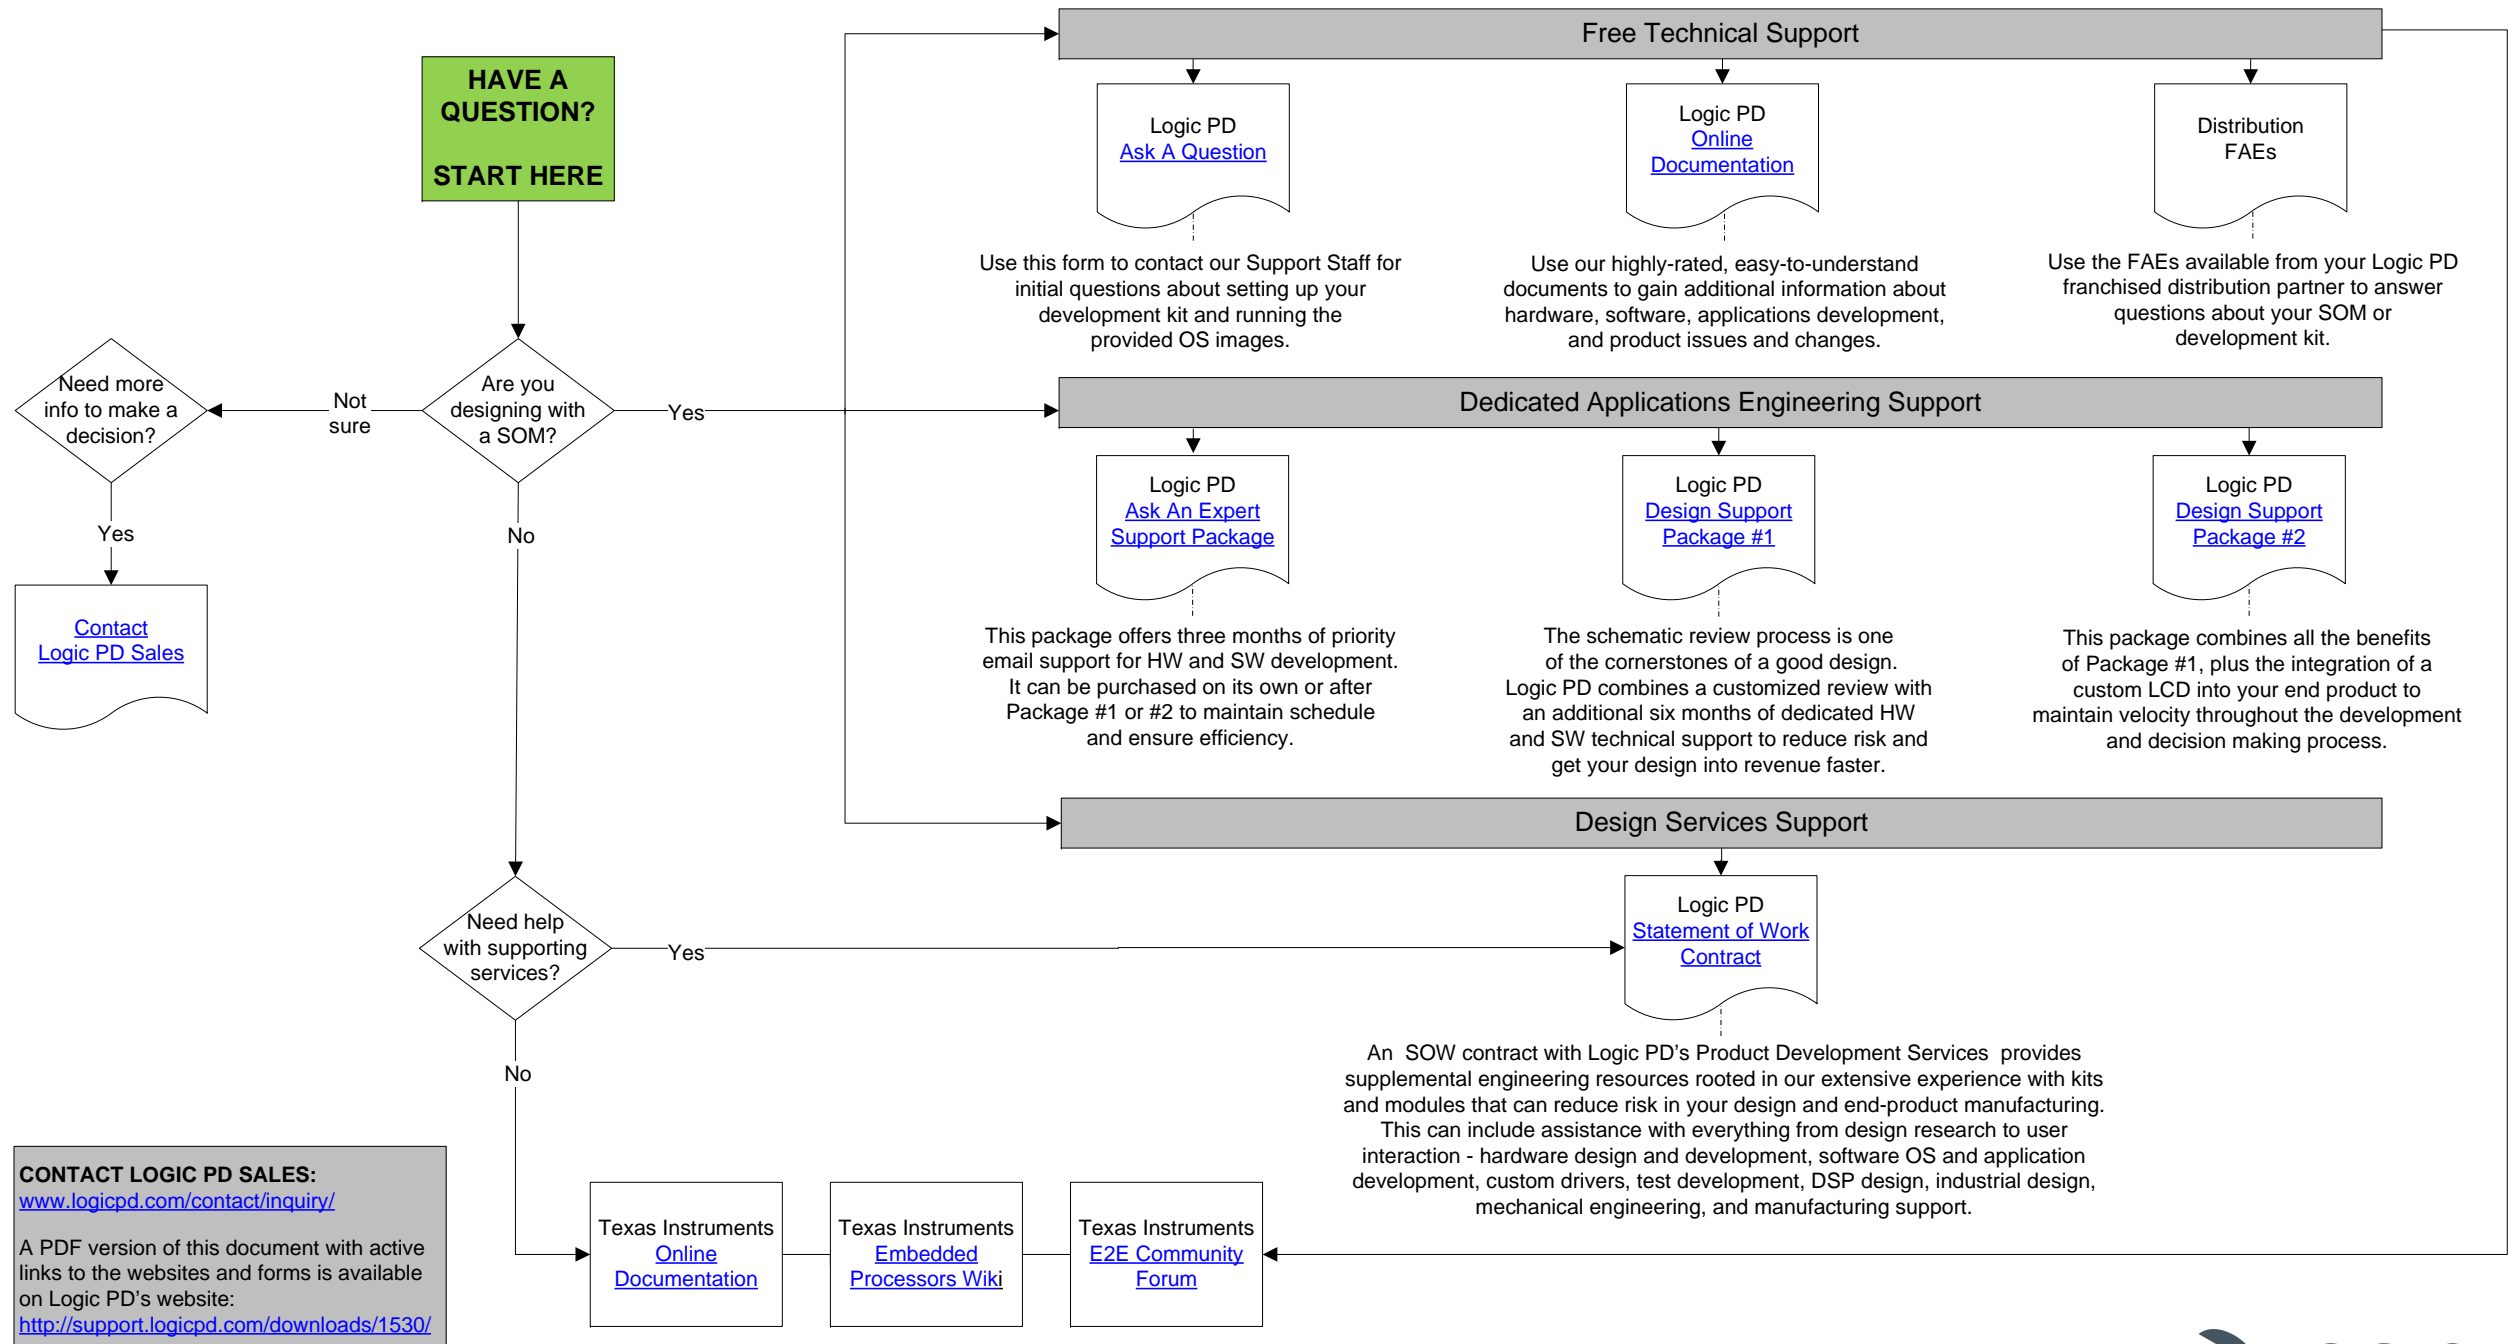 HAVE A
QUESTION?
START HERE
Are you
designing with
a SOM?
Not
sure
Need more
info to make a
decision?
Yes
Contact
Logic PD Sales
Yes
No
Free Technical Support
Logic PD
Ask A Question
Use this form to contact our Support Staff for
initial questions about setting up your
development kit and running the
provided OS images.
Logic PD
Online
Documentation
Use our highly-rated, easy-to-understand
documents to gain additional information about
hardware, software, applications development,
and product issues and changes.
Distribution
FAEs
Use the FAEs available from your Logic PD
franchised distribution partner to answer
questions about your SOM or
development kit.
Dedicated Applications Engineering Support
Logic PD
Ask An Expert
Support Package
This package offers three months of priority
email support for HW and SW development.
It can be purchased on its own or after
Package #1 or #2 to maintain schedule
and ensure efficiency.
Logic PD
Design Support
Package #1
The schematic review process is one
of the cornerstones of a good design.
Logic PD combines a customized review with
an additional six months of dedicated HW
and SW technical support to reduce risk and
get your design into revenue faster.
Logic PD
Design Support
Package #2
This package combines all the benefits
of Package #1, plus the integration of a
custom LCD into your end product to
maintain velocity throughout the development
and decision making process.
Design Services Support
Need help
with supporting
services?
Yes
No
Logic PD
Statement of Work
Contract
An SOW contract with Logic PD’s Product Development Services provides
supplemental engineering resources rooted in our extensive experience with kits
and modules that can reduce risk in your design and end-product manufacturing.
This can include assistance with everything from design research to user
interaction - hardware design and development, software OS and application
development, custom drivers, test development, DSP design, industrial design,
mechanical engineering, and manufacturing support.
Texas Instruments
Online
Documentation
Texas Instruments
Embedded
Processors Wiki
Texas Instruments
E2E Community
Forum
CONTACT LOGIC PD SALES:
www.logicpd.com/contact/inquiry/
A PDF version of this document with active
links to the websites and forms is available
on Logic PD’s website:
http://support.logicpd.com/downloads/1530/